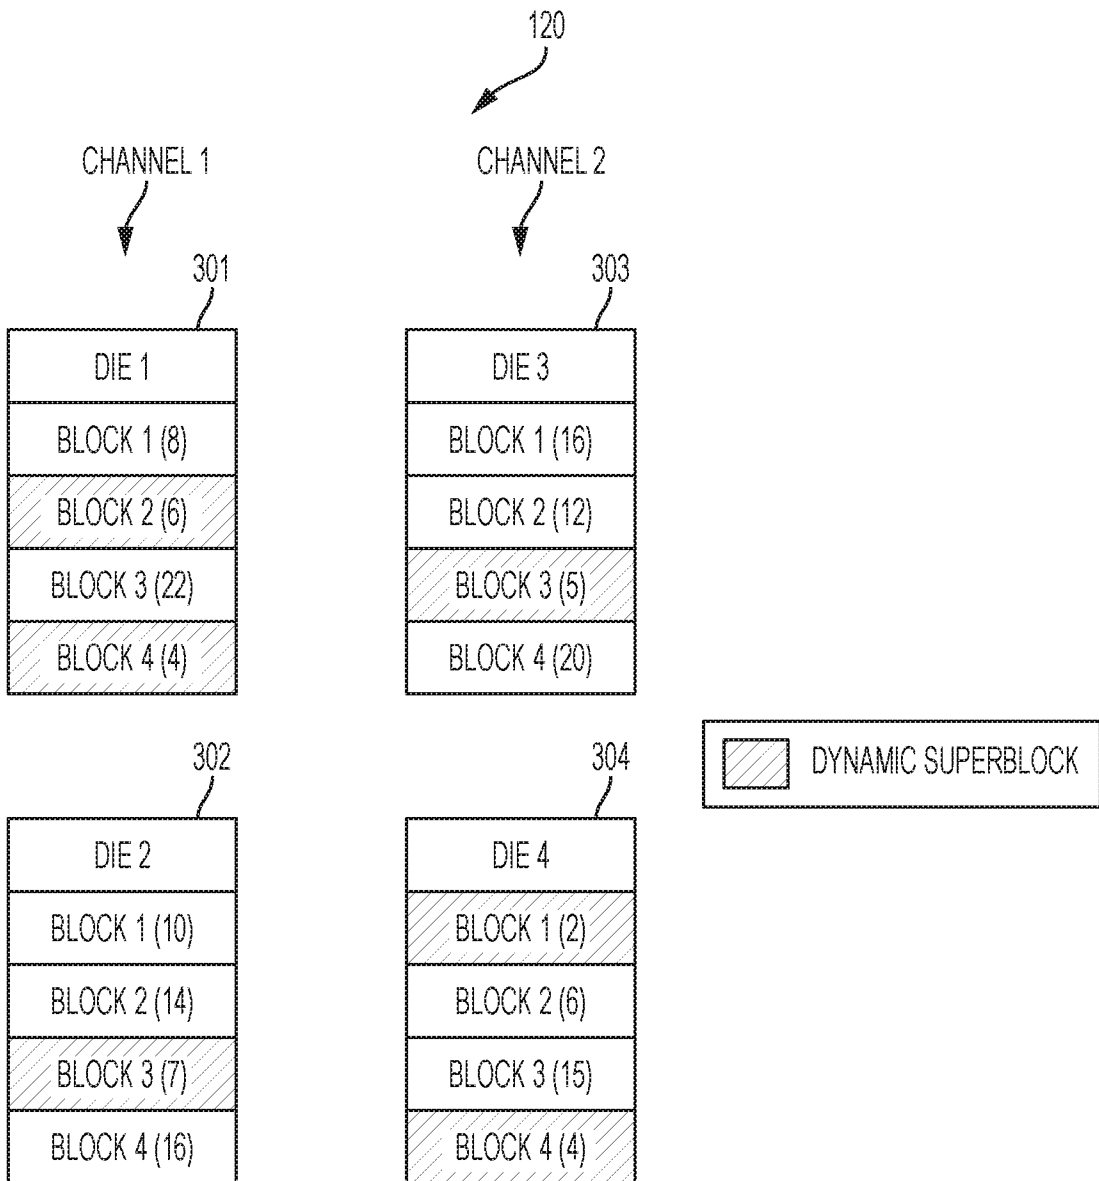 120
CHANNEL 1
CHANNEL 2
301
303
DIE 1
BLOCK 1 (8)
BLOCK 2 (6)
BLOCK 3 (22)
BLOCK 4 (4)
DIE 3
BLOCK 1 (16)
BLOCK 2 (12)
BLOCK 3 (5)
BLOCK 4 (20)
302
304
DIE 2
BLOCK 1 (10)
BLOCK 2 (14)
BLOCK 3 (7)
BLOCK 4 (16)
DIE 4
BLOCK 1 (2)
BLOCK 2 (6)
BLOCK 3 (15)
BLOCK 4 (4)
DYNAMIC SUPERBLOCK